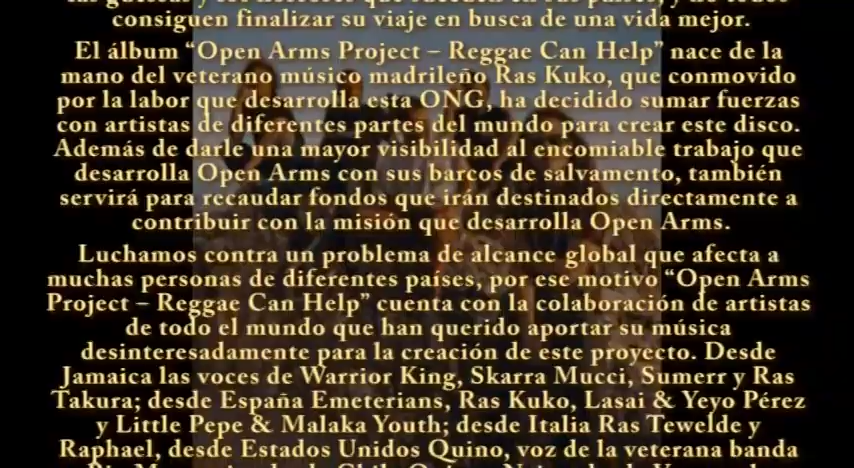 consiguen finalizar su viaje en busca de una vida mejor.
El álbum “Open Arms Project – Reggae Can Help” nace de la
mano del veterano músico madrileño Ras Kuko, que conmovido
por la labor que desarrolla esta ONG, ha decidido sumar fuerzas
con artistas de diferentes partes del mundo para crear este disco.
Además de darle una mayor visibilidad al encomiable trabajo que
desarrolla Open Arms con sus barcos de salvamento, también
servirá para recaudar fondos que irán destinados directamente a
contribuir con la misión que desarrolla Open Arms.
Luchamos contra un problema de alcance global que afecta a
muchas personas de diferentes países, por ese motivo “Open Arms
Project – Reggae Can Help” cuenta con la colaboración de artistas
de todo el mundo que han querido aportar su música
desinteresadamente para la creación de este proyecto. Desde
Jamaica las voces de Warrior King, Skarra Mucci, Sumerr y Ras
Takura; desde España Emeterians, Ras Kuko, Lasai & Yeyo Pérez
y Little Pepe & Malaka Youth; desde Italia Ras Tewelde y
Raphael, desde Estados Unidos Quino, voz de la veterana banda